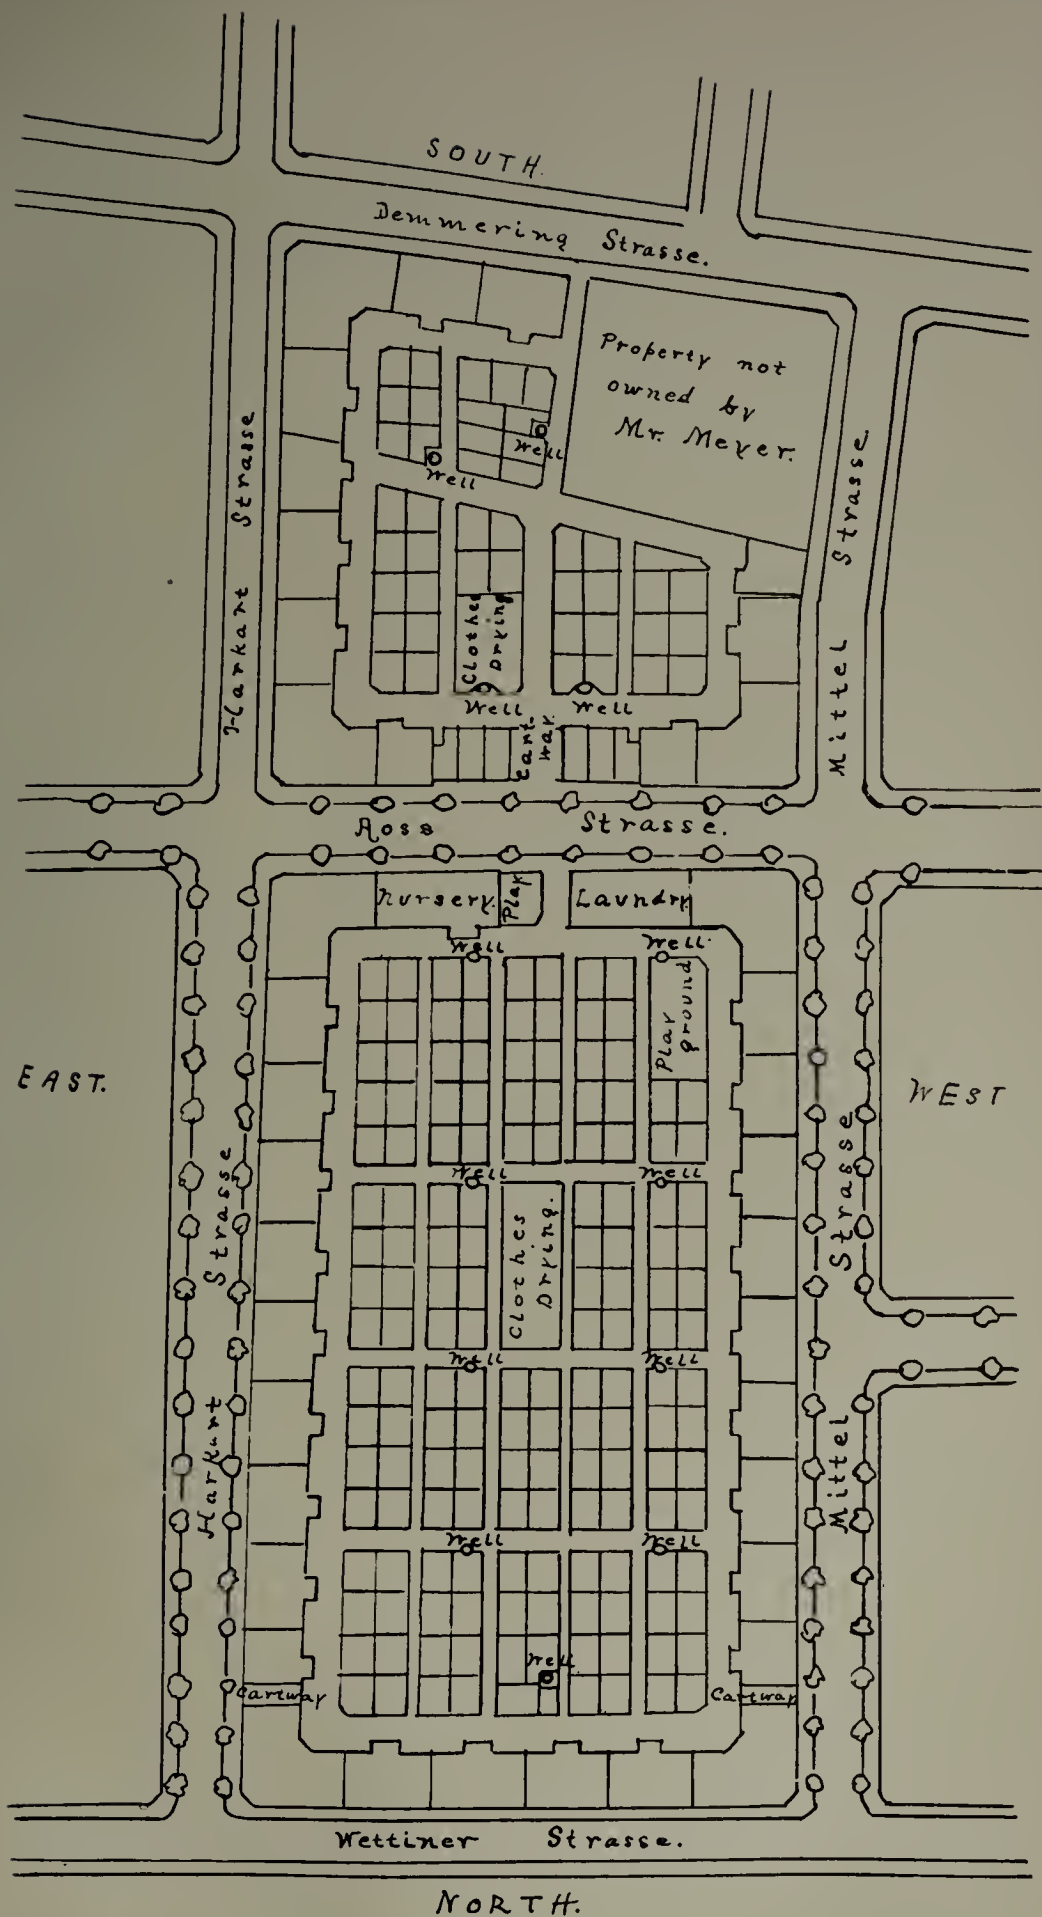 SOUTH.
Demmering Strasse.
Property not
owned by
Mr. Meyer.
Well
Well
Harkart Strasse
Mittel Strasse
Clothes
Drying
Well
Well
Cart-
way.
Ross Strasse.
Nursery.
Play
Laundry
Well
Well.
Play
ground
EAST.
WEST
Well
Well
Clothes
Drying.
Harkart Strasse
Mittel Strasse
Well
Well
Well
Well
Well
Cartway
Cartway
Wettiner Strasse.
NORTH.